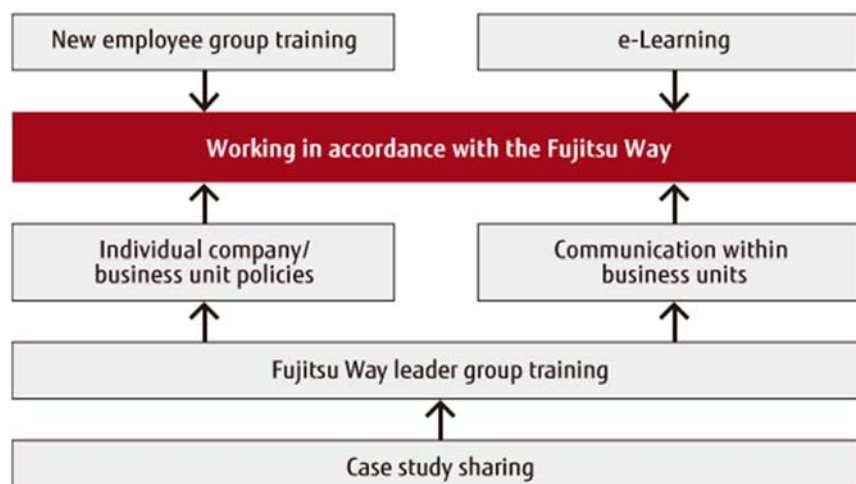 New employee group training
e-Learning
Working in accordance with the Fujitsu Way
Individual company/
business unit policies
Communication within
business units
Fujitsu Way leader group training
Case study sharing